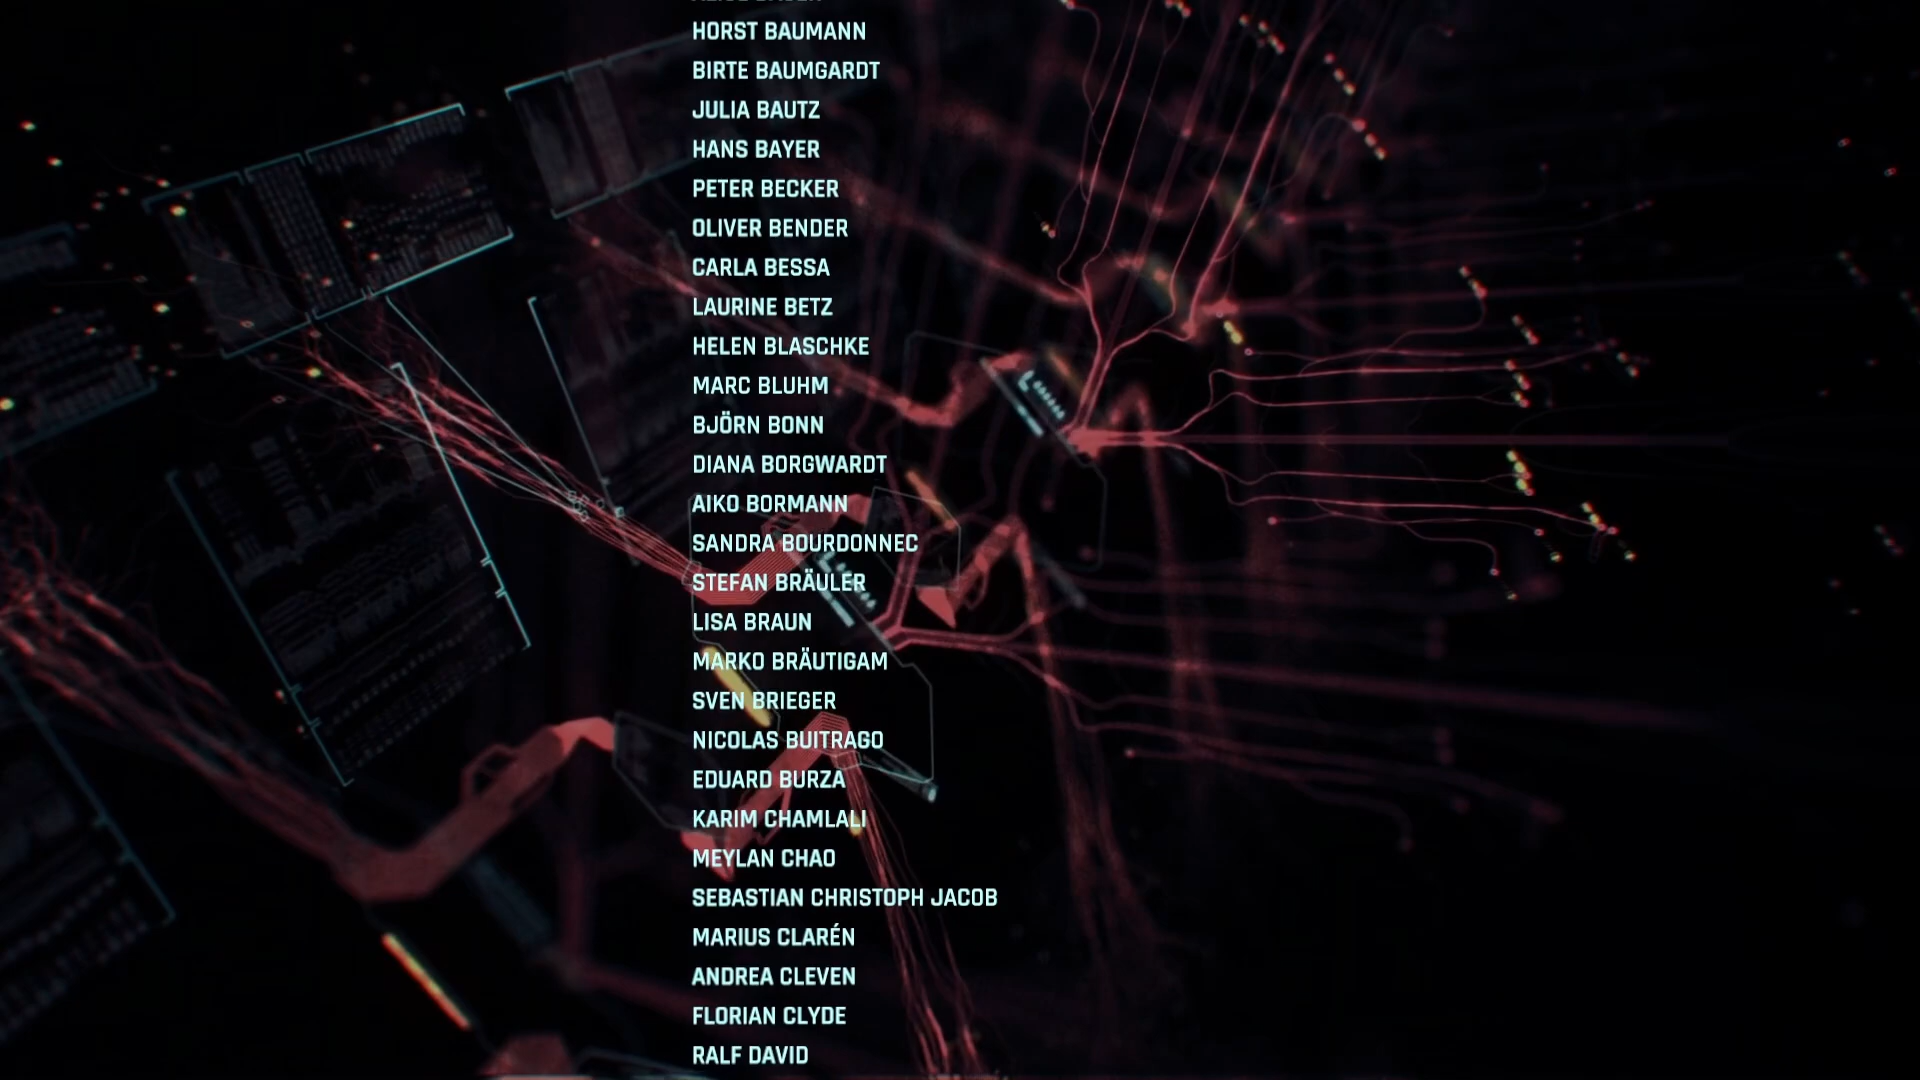 HORST BAUMANN
BIRTE BAUMGARDT
JULIA BAUTZ
HANS BAYER
PETER BECKER
OLIVER BENDER
CARLA BESSA
LAURINE BETZ
HELEN BLASCHKE
MARC BLUHM
BJÖRN BONN
DIANA BORGWARDT
AIKO BORMANN
SANDRA BOURDONNEC
STEFAN BRÄULER
LISA BRAUN
MARKO BRÄUTIGAM
SVEN BRIEGER
NICOLAS BUITRAGO
EDUARD BURZA
KARIM CHAMLALI
MEYLAN CHAO
SEBASTIAN CHRISTOPH JACOB
MARIUS CLARÉN
ANDREA CLEVEN
FLORIAN CLYDE
RALF DAVID